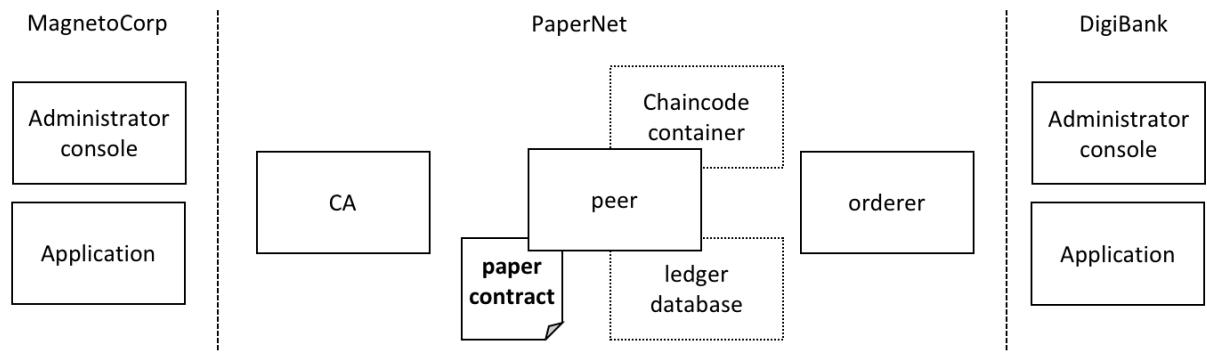 MagnetoCorp
PaperNet
DigiBank
Administrator
console
Application
CA
Chaincode
container
peer
paper
contract
ledger
database
orderer
Administrator
console
Application